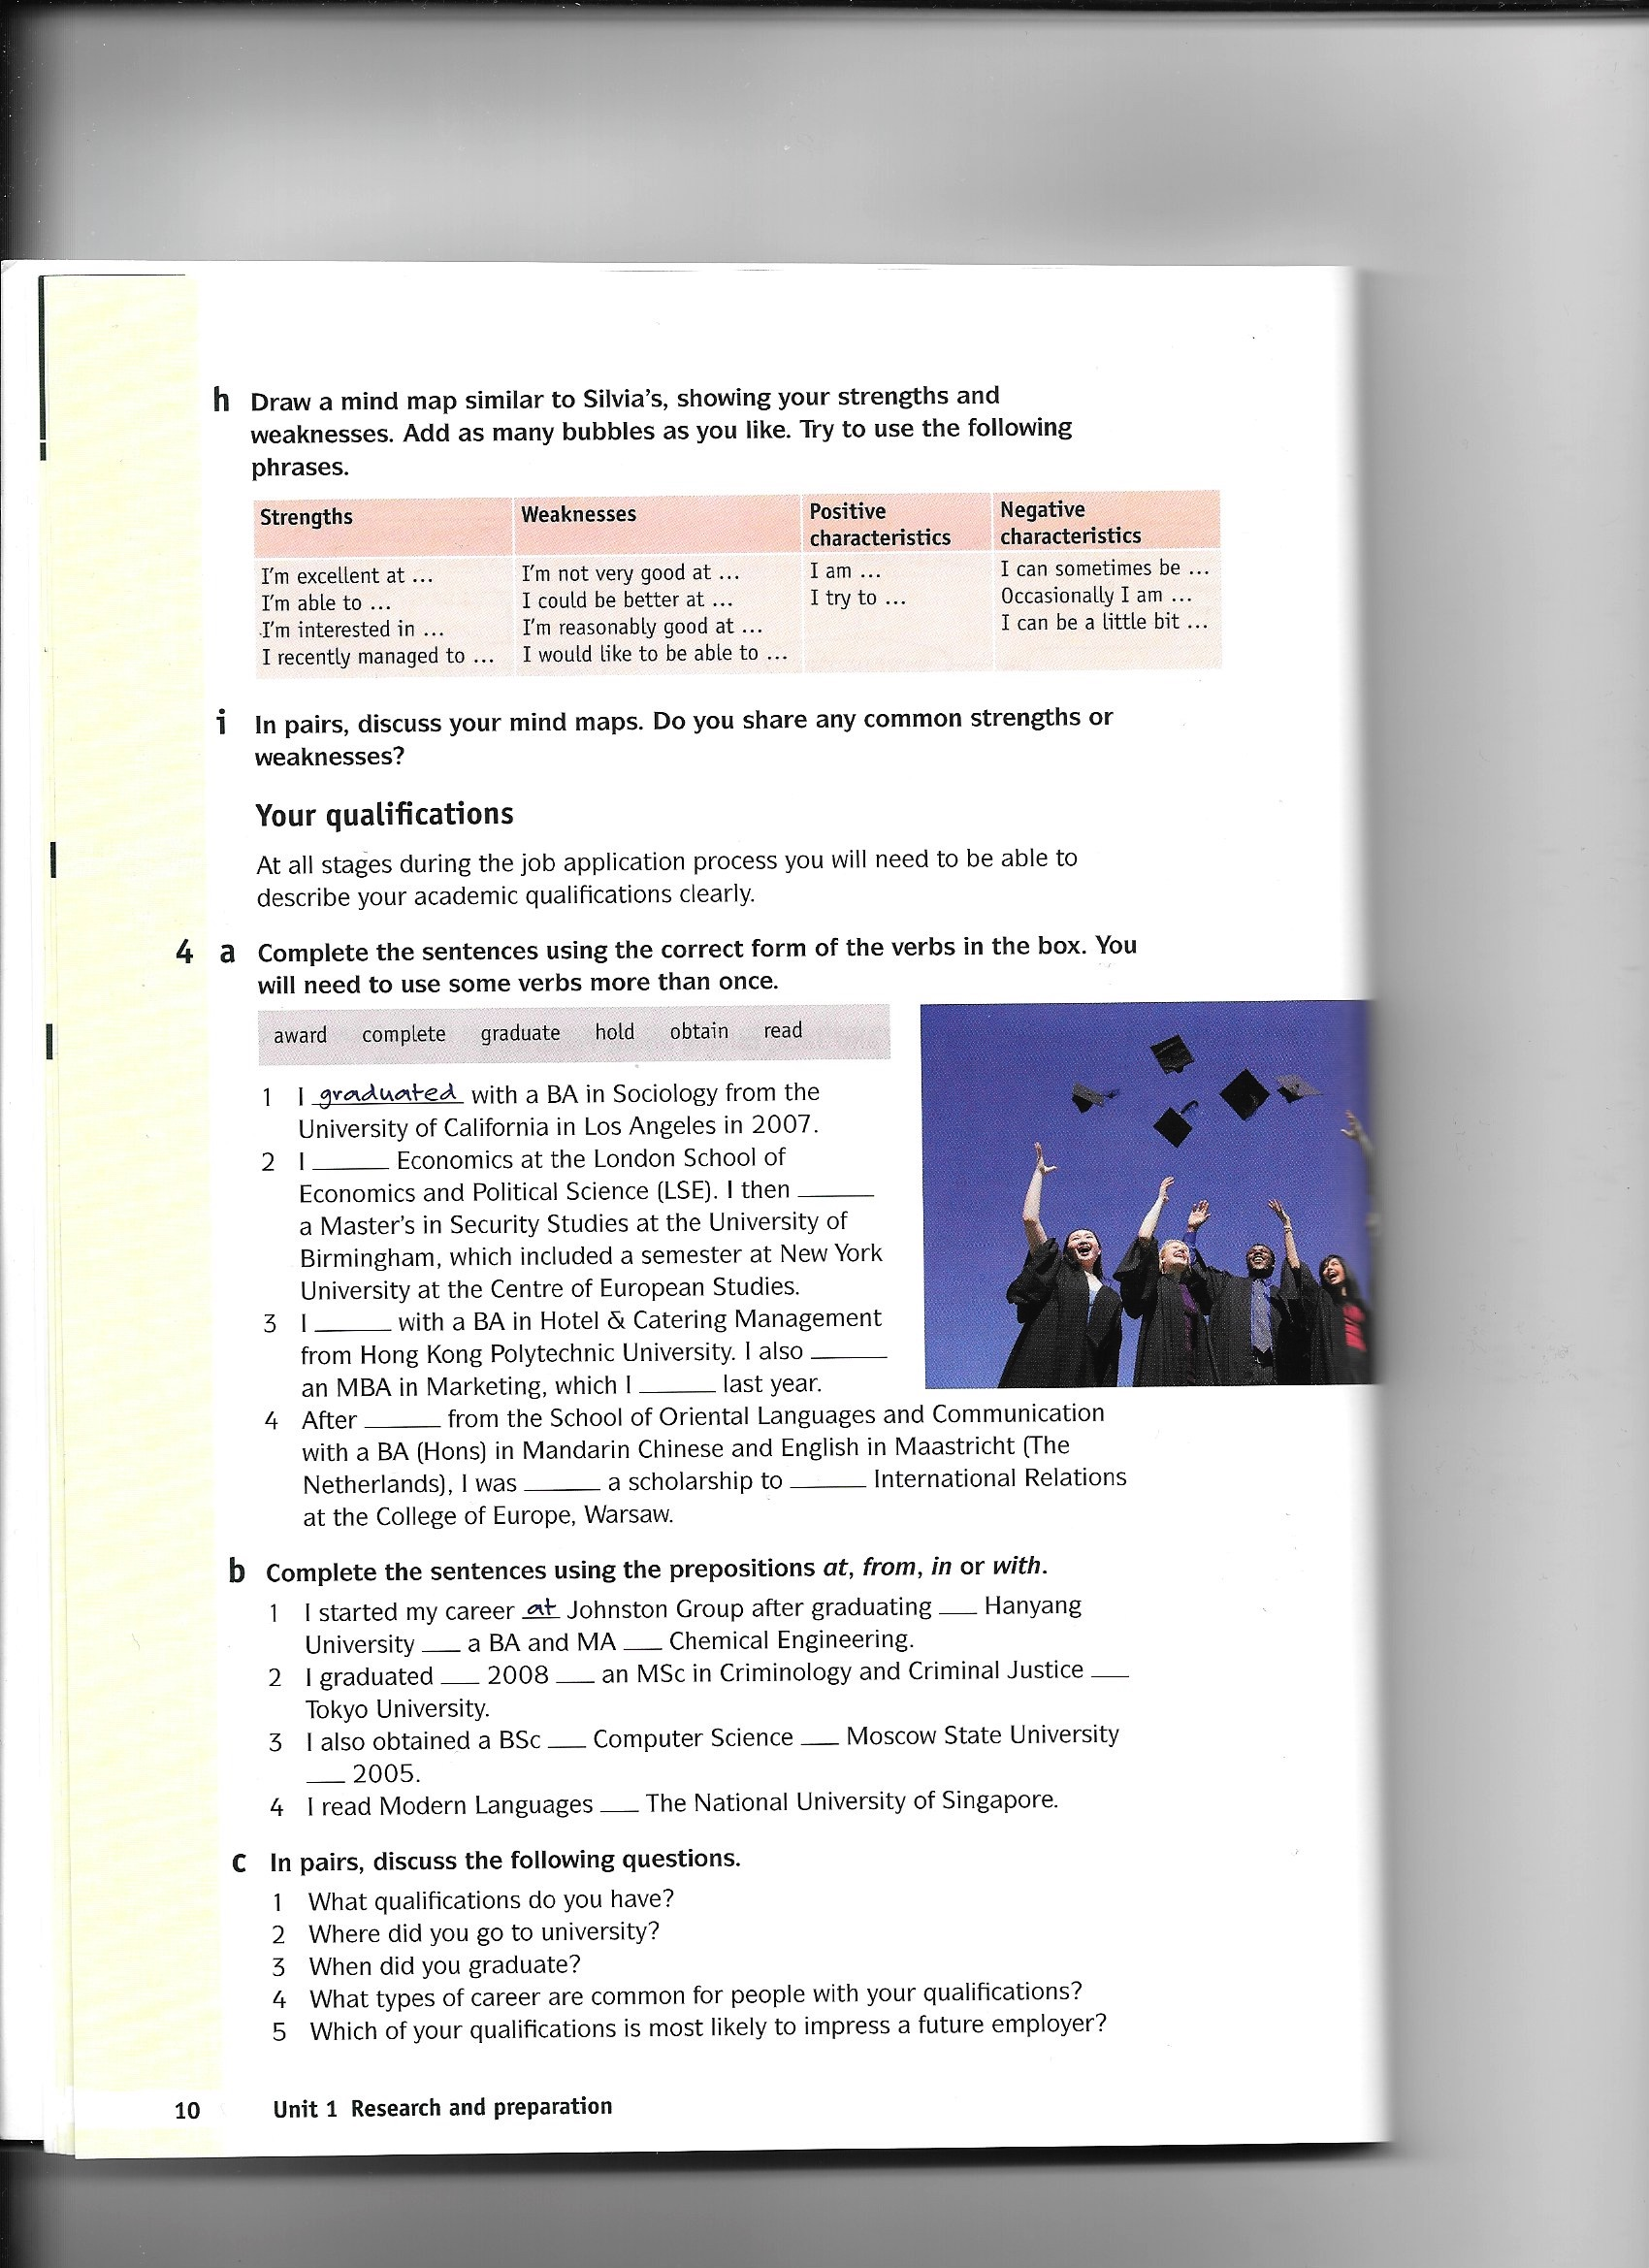 h Draw a mind map similar to Silvia's, showing your strengths and
weaknesses. Add as many bubbles as you like. Try to use the following
phrases.
Strengths Weaknesses Positive characteristics Negative characteristics
I'm excellent at ... I'm not very good at ... I am ... I can sometimes be ...
I'm able to ... I could be better at ... I try to ... Occasionally I am ...
I'm interested in ... I'm reasonably good at ... I can be a little bit ...
I recently managed to ... I would like to be able to ...
i In pairs, discuss your mind maps. Do you share any common strengths or
weaknesses?
Your qualifications
At all stages during the job application process you will need to be able to
describe your academic qualifications clearly.
4 a Complete the sentences using the correct form of the verbs in the box. You
will need to use some verbs more than once.
award complete graduate hold obtain read
1 I graduated with a BA in Sociology from the
University of California in Los Angeles in 2007.
2 I ______ Economics at the London School of
Economics and Political Science (LSE). I then ______
a Master's in Security Studies at the University of
Birmingham, which included a semester at New York
University at the Centre of European Studies.
3 I ______ with a BA in Hotel & Catering Management
from Hong Kong Polytechnic University. I also ______
an MBA in Marketing, which I ______ last year.
4 After ______ from the School of Oriental Languages and Communication
with a BA (Hons) in Mandarin Chinese and English in Maastricht (The
Netherlands), I was ______ a scholarship to ______ International Relations
at the College of Europe, Warsaw.
b Complete the sentences using the prepositions at, from, in or with.
1 I started my career at Johnston Group after graduating ___ Hanyang
University ___ a BA and MA ___ Chemical Engineering.
2 I graduated ___ 2008 ___ an MSc in Criminology and Criminal Justice ___
Tokyo University.
3 I also obtained a BSc ___ Computer Science ___ Moscow State University
___ 2005.
4 I read Modern Languages ___ The National University of Singapore.
c In pairs, discuss the following questions.
1 What qualifications do you have?
2 Where did you go to university?
3 When did you graduate?
4 What types of career are common for people with your qualifications?
5 Which of your qualifications is most likely to impress a future employer?
10 Unit 1 Research and preparation